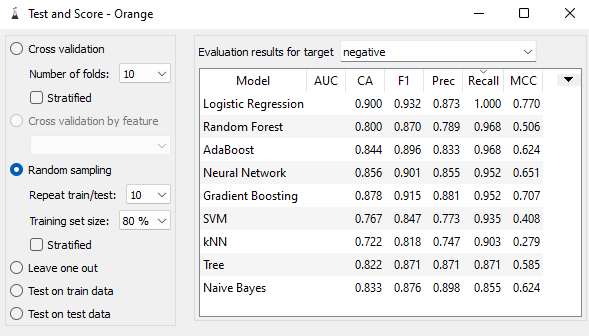 Test and Score - Orange
Cross validation
Number of folds: 10
Stratified
Cross validation by feature
Random sampling
Repeat train/test: 10
Training set size: 80 %
Stratified
Leave one out
Test on train data
Test on test data
Evaluation results for target negative
Model AUC CA F1 Prec Recall MCC
Logistic Regression 0.900 0.932 0.873 1.000 0.770
Random Forest 0.800 0.870 0.789 0.968 0.506
AdaBoost 0.844 0.896 0.833 0.968 0.624
Neural Network 0.856 0.901 0.855 0.952 0.651
Gradient Boosting 0.878 0.915 0.881 0.952 0.707
SVM 0.767 0.847 0.773 0.935 0.408
kNN 0.722 0.818 0.747 0.903 0.279
Tree 0.822 0.871 0.871 0.871 0.585
Naive Bayes 0.833 0.876 0.898 0.855 0.624